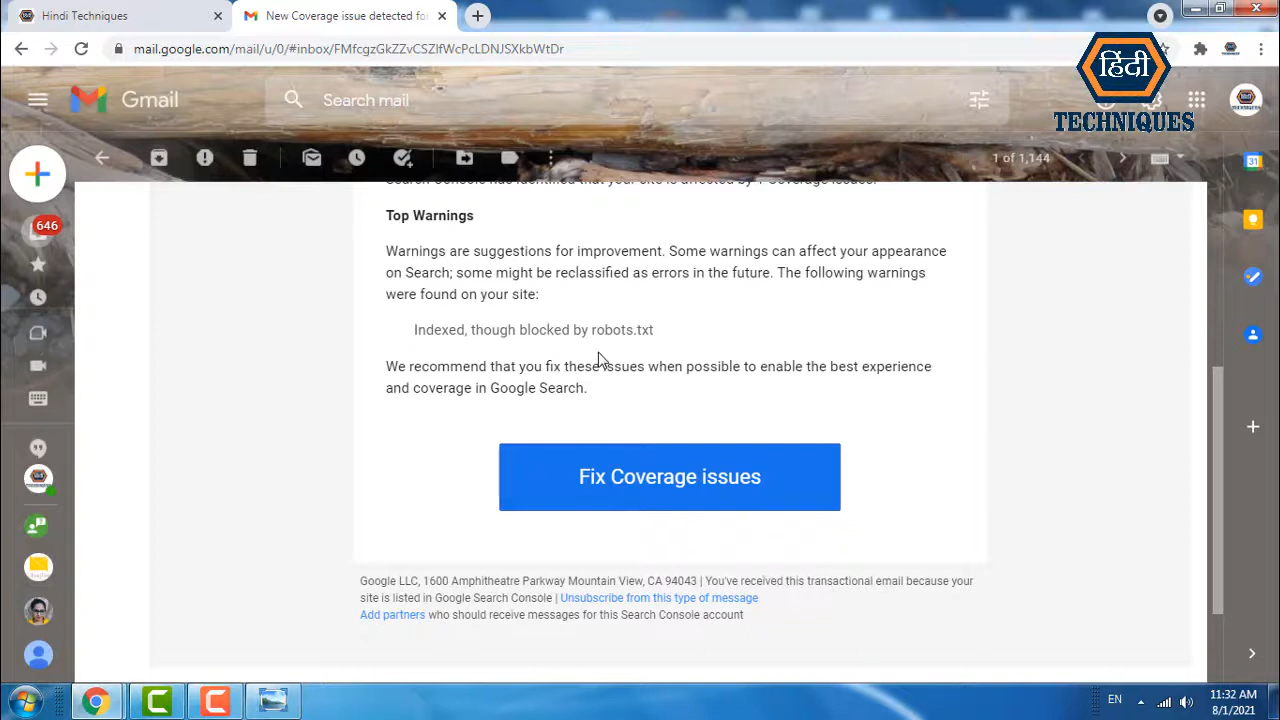 Hindi Techniques
New Coverage issue detected for
mail.google.com/mail/u/0/#inbox/FMfcgzGkZZvCSZlfWcPcLDNJSXkbWtDr
हिंदी
TECHNIQUES
Gmail
Search mail
1 of 1,144
646
31
Top Warnings
Warnings are suggestions for improvement. Some warnings can affect your appearance
on Search; some might be reclassified as errors in the future. The following warnings
were found on your site:
Indexed, though blocked by robots.txt
We recommend that you fix these issues when possible to enable the best experience
and coverage in Google Search.
Fix Coverage issues
Google LLC, 1600 Amphitheatre Parkway Mountain View, CA 94043 | You've received this transactional email because your
site is listed in Google Search Console | Unsubscribe from this type of message
Add partners who should receive messages for this Search Console account
EN
11:32 AM
8/1/2021